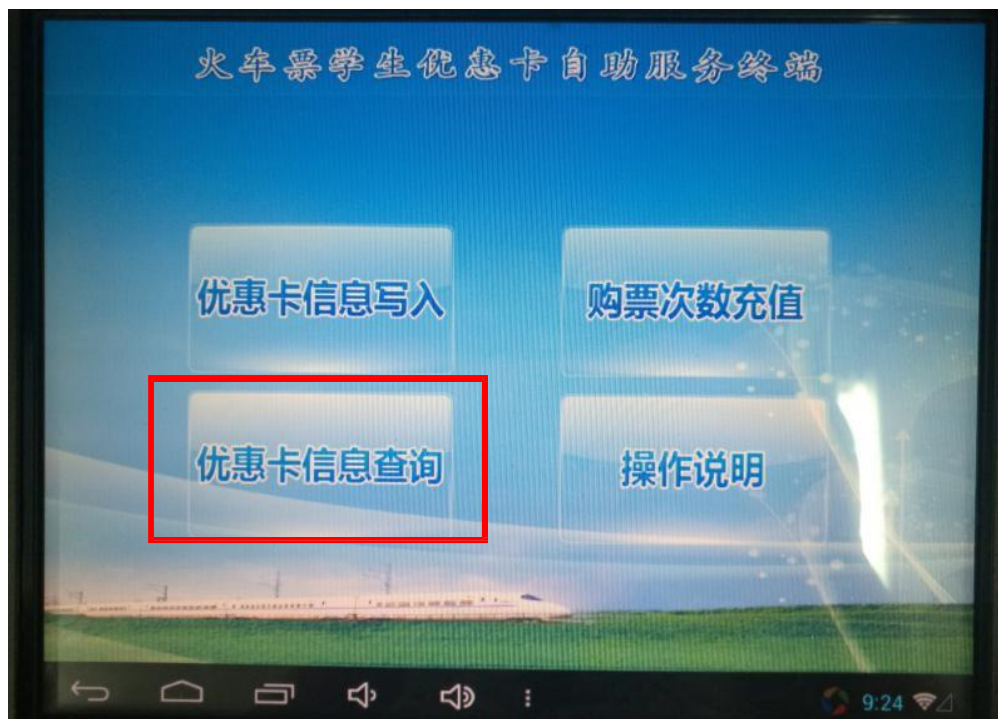 火车票学生优惠卡自助服务终端
优惠卡信息写入
购票次数充值
优惠卡信息查询
操作说明
9:24